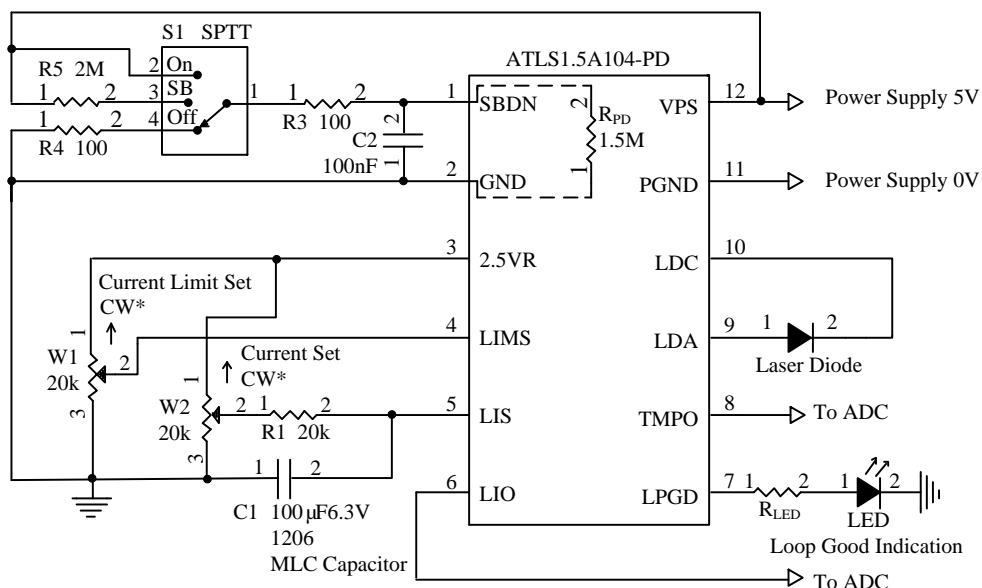 S1 SPTT
ATLS1.5A104-PD
R5 2M
1 2
2 On
3 SB
4 Off
1
1 2
R4 100
1 2
R3 100
2
C2
100nF
1
1 SBDN
2
R_PD
1.5M
1
VPS 12
Power Supply 5V
2 GND
PGND 11
Power Supply 0V
3 2.5VR
LDC 10
Current Limit Set
CW*
1
W1
20k
2
3
4 LIMS
LDA 9
1 2
Laser Diode
Current Set
CW*
1
W2
20k
2
3
1 2
R1 20k
5 LIS
TMPO 8
To ADC
1 2
C1 100μF6.3V
1206
MLC Capacitor
6 LIO
LPGD 7
1 2
R_LED
1 2
LED
Loop Good Indication
To ADC